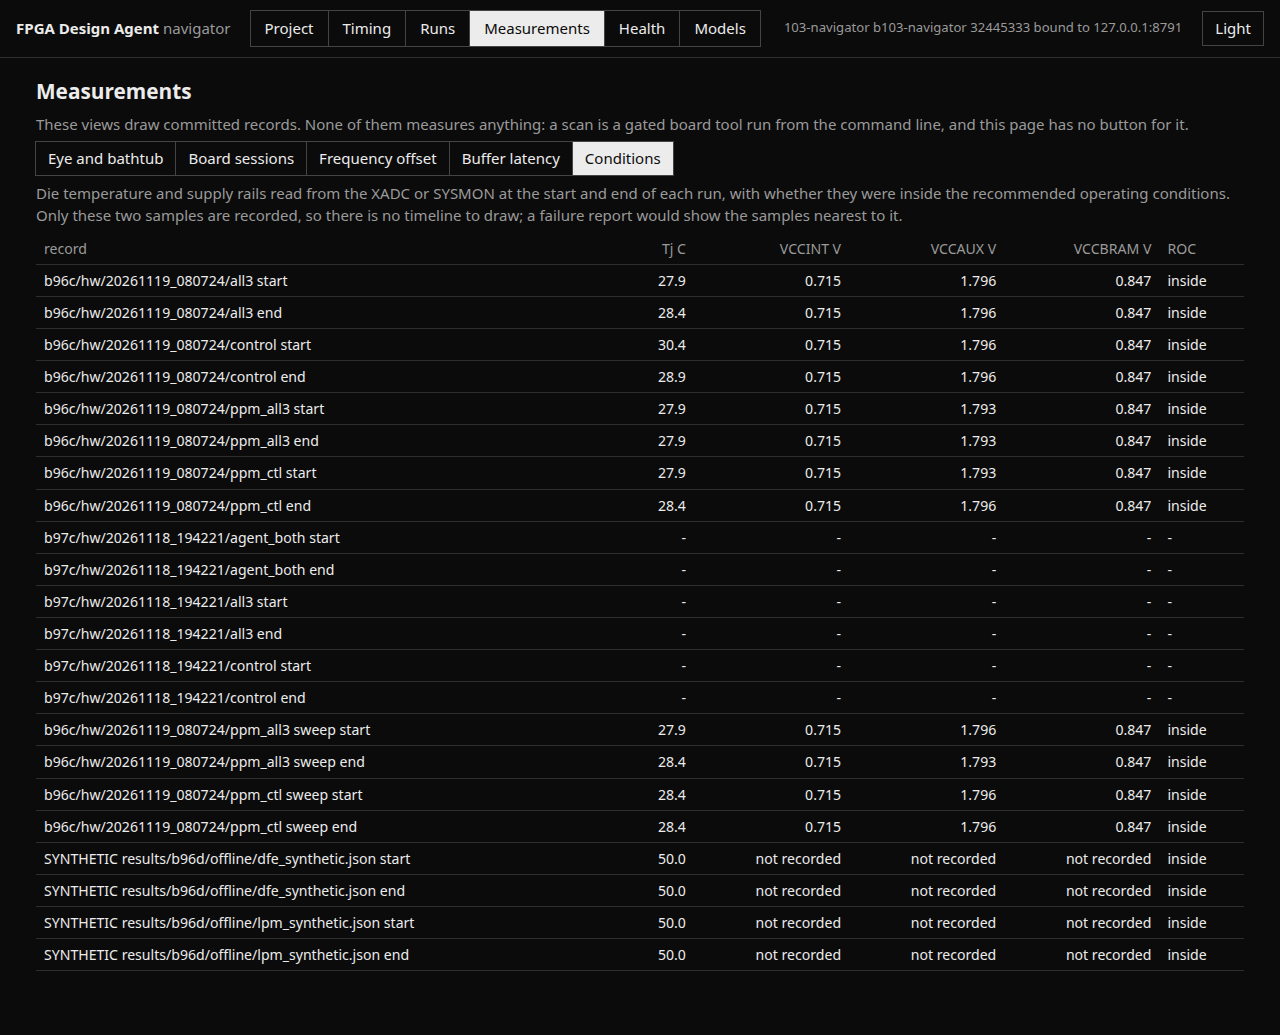 FPGA Design Agent navigator Project Timing Runs Measurements Health Models 103-navigator b103-navigator 32445333 bound to 127.0.0.1:8791 Light
Measurements
These views draw committed records. None of them measures anything: a scan is a gated board tool run from the command line, and this page has no button for it.
Eye and bathtub Board sessions Frequency offset Buffer latency Conditions
Die temperature and supply rails read from the XADC or SYSMON at the start and end of each run, with whether they were inside the recommended operating conditions.
Only these two samples are recorded, so there is no timeline to draw; a failure report would show the samples nearest to it.
record Tj C VCCINT V VCCAUX V VCCBRAM V ROC
b96c/hw/20261119_080724/all3 start 27.9 0.715 1.796 0.847 inside
b96c/hw/20261119_080724/all3 end 28.4 0.715 1.796 0.847 inside
b96c/hw/20261119_080724/control start 30.4 0.715 1.796 0.847 inside
b96c/hw/20261119_080724/control end 28.9 0.715 1.796 0.847 inside
b96c/hw/20261119_080724/ppm_all3 start 27.9 0.715 1.793 0.847 inside
b96c/hw/20261119_080724/ppm_all3 end 27.9 0.715 1.793 0.847 inside
b96c/hw/20261119_080724/ppm_ctl start 27.9 0.715 1.793 0.847 inside
b96c/hw/20261119_080724/ppm_ctl end 28.4 0.715 1.796 0.847 inside
b97c/hw/20261118_194221/agent_both start - - - - -
b97c/hw/20261118_194221/agent_both end - - - - -
b97c/hw/20261118_194221/all3 start - - - - -
b97c/hw/20261118_194221/all3 end - - - - -
b97c/hw/20261118_194221/control start - - - - -
b97c/hw/20261118_194221/control end - - - - -
b96c/hw/20261119_080724/ppm_all3 sweep start 27.9 0.715 1.796 0.847 inside
b96c/hw/20261119_080724/ppm_all3 sweep end 28.4 0.715 1.793 0.847 inside
b96c/hw/20261119_080724/ppm_ctl sweep start 28.4 0.715 1.796 0.847 inside
b96c/hw/20261119_080724/ppm_ctl sweep end 28.4 0.715 1.796 0.847 inside
SYNTHETIC results/b96d/offline/dfe_synthetic.json start 50.0 not recorded not recorded not recorded inside
SYNTHETIC results/b96d/offline/dfe_synthetic.json end 50.0 not recorded not recorded not recorded inside
SYNTHETIC results/b96d/offline/lpm_synthetic.json start 50.0 not recorded not recorded not recorded inside
SYNTHETIC results/b96d/offline/lpm_synthetic.json end 50.0 not recorded not recorded not recorded inside